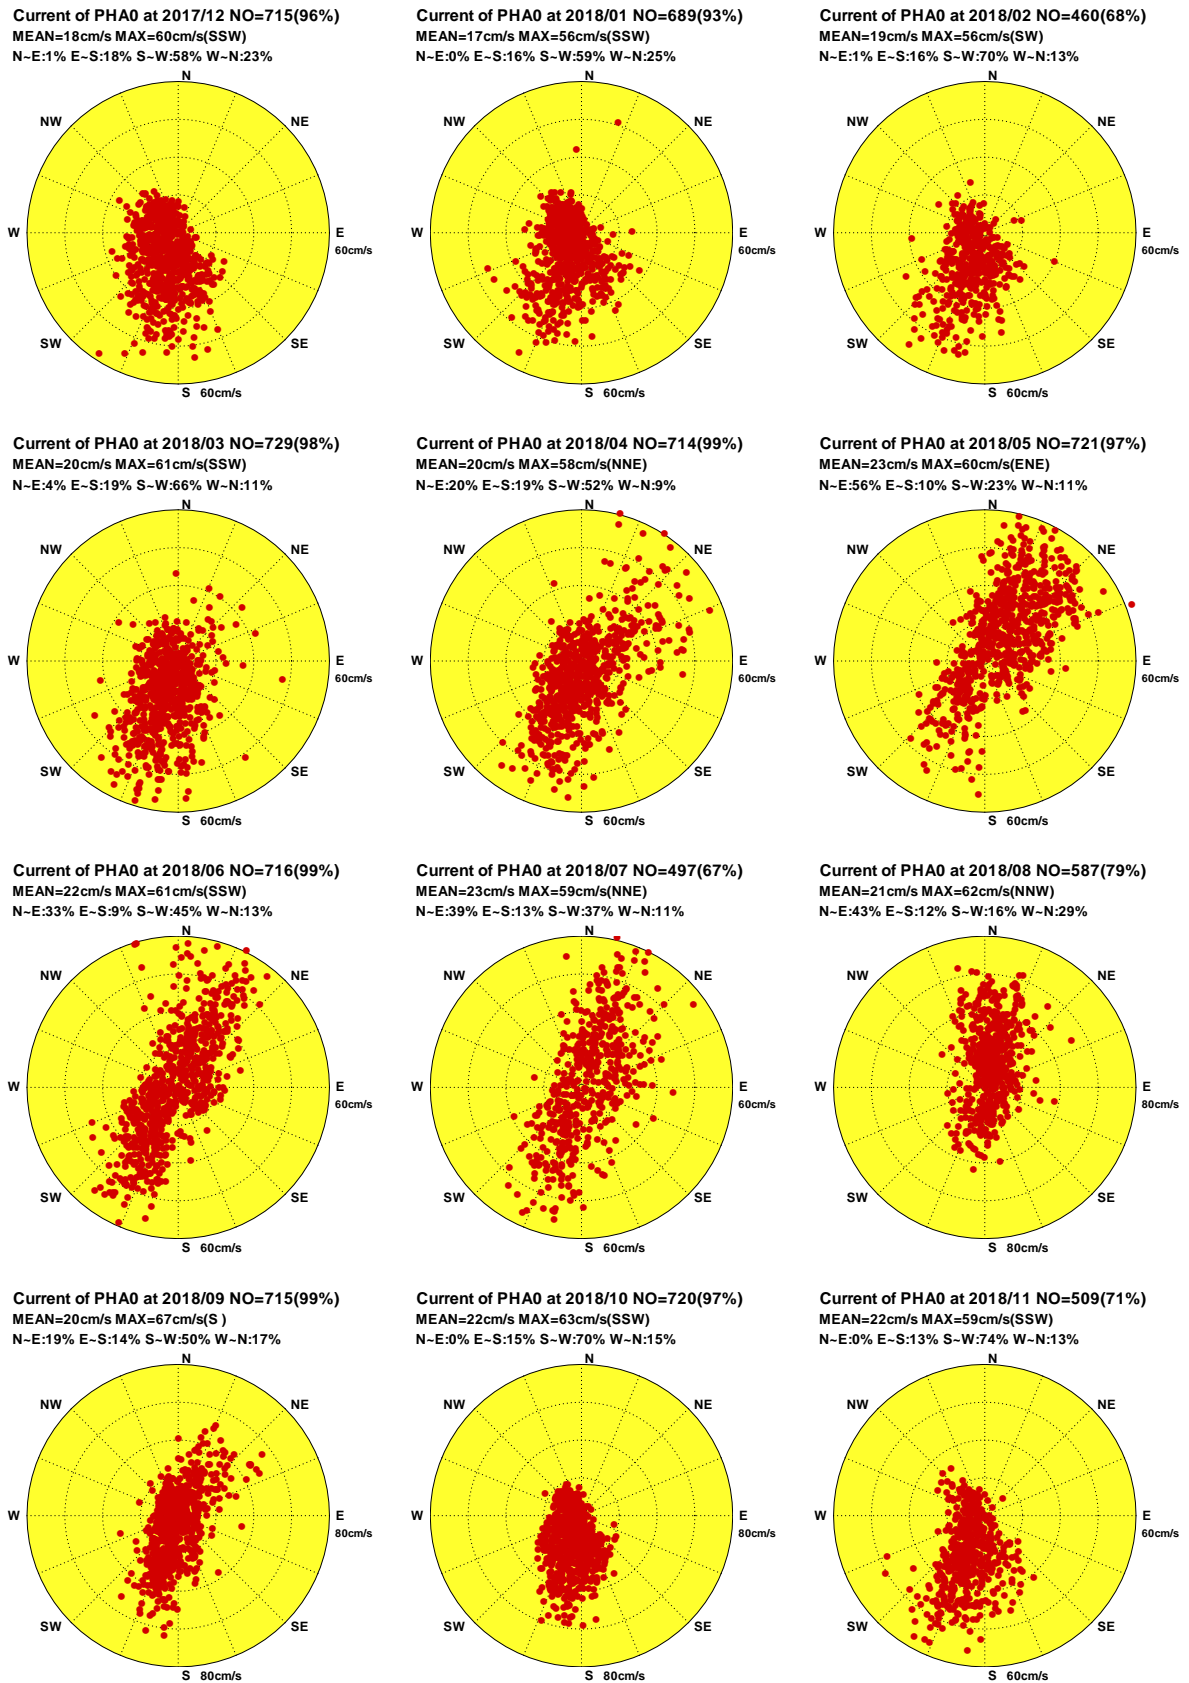 Current of PHA0 at 2017/12 NO=715(96%)
MEAN=18cm/s MAX=60cm/s(SSW)
N~E:1% E~S:18% S~W:58% W~N:23%
N
NW
NE
W
E
60cm/s
SW
SE
S 60cm/s
Current of PHA0 at 2018/01 NO=689(93%)
MEAN=17cm/s MAX=56cm/s(SSW)
N~E:0% E~S:16% S~W:59% W~N:25%
N
NW
NE
W
E
60cm/s
SW
SE
S 60cm/s
Current of PHA0 at 2018/02 NO=460(68%)
MEAN=19cm/s MAX=56cm/s(SW)
N~E:1% E~S:16% S~W:70% W~N:13%
N
NW
NE
W
E
60cm/s
SW
SE
S 60cm/s
Current of PHA0 at 2018/03 NO=729(98%)
MEAN=20cm/s MAX=61cm/s(SSW)
N~E:4% E~S:19% S~W:66% W~N:11%
N
NW
NE
W
E
60cm/s
SW
SE
S 60cm/s
Current of PHA0 at 2018/04 NO=714(99%)
MEAN=20cm/s MAX=58cm/s(NNE)
N~E:20% E~S:19% S~W:52% W~N:9%
N
NW
NE
W
E
60cm/s
SW
SE
S 60cm/s
Current of PHA0 at 2018/05 NO=721(97%)
MEAN=23cm/s MAX=60cm/s(ENE)
N~E:56% E~S:10% S~W:23% W~N:11%
N
NW
NE
W
E
60cm/s
SW
SE
S 60cm/s
Current of PHA0 at 2018/06 NO=716(99%)
MEAN=22cm/s MAX=61cm/s(SSW)
N~E:33% E~S:9% S~W:45% W~N:13%
N
NW
NE
W
E
60cm/s
SW
SE
S 60cm/s
Current of PHA0 at 2018/07 NO=497(67%)
MEAN=23cm/s MAX=59cm/s(NNE)
N~E:39% E~S:13% S~W:37% W~N:11%
N
NW
NE
W
E
60cm/s
SW
SE
S 60cm/s
Current of PHA0 at 2018/08 NO=587(79%)
MEAN=21cm/s MAX=62cm/s(NNW)
N~E:43% E~S:12% S~W:16% W~N:29%
N
NW
NE
W
E
80cm/s
SW
SE
S 80cm/s
Current of PHA0 at 2018/09 NO=715(99%)
MEAN=20cm/s MAX=67cm/s(S )
N~E:19% E~S:14% S~W:50% W~N:17%
N
NW
NE
W
E
80cm/s
SW
SE
S 80cm/s
Current of PHA0 at 2018/10 NO=720(97%)
MEAN=22cm/s MAX=63cm/s(SSW)
N~E:0% E~S:15% S~W:70% W~N:15%
N
NW
NE
W
E
80cm/s
SW
SE
S 80cm/s
Current of PHA0 at 2018/11 NO=509(71%)
MEAN=22cm/s MAX=59cm/s(SSW)
N~E:0% E~S:13% S~W:74% W~N:13%
N
NW
NE
W
E
60cm/s
SW
SE
S 60cm/s